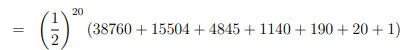 = (1/2)^20 (38760 + 15504 + 4845 + 1140 + 190 + 20 + 1)